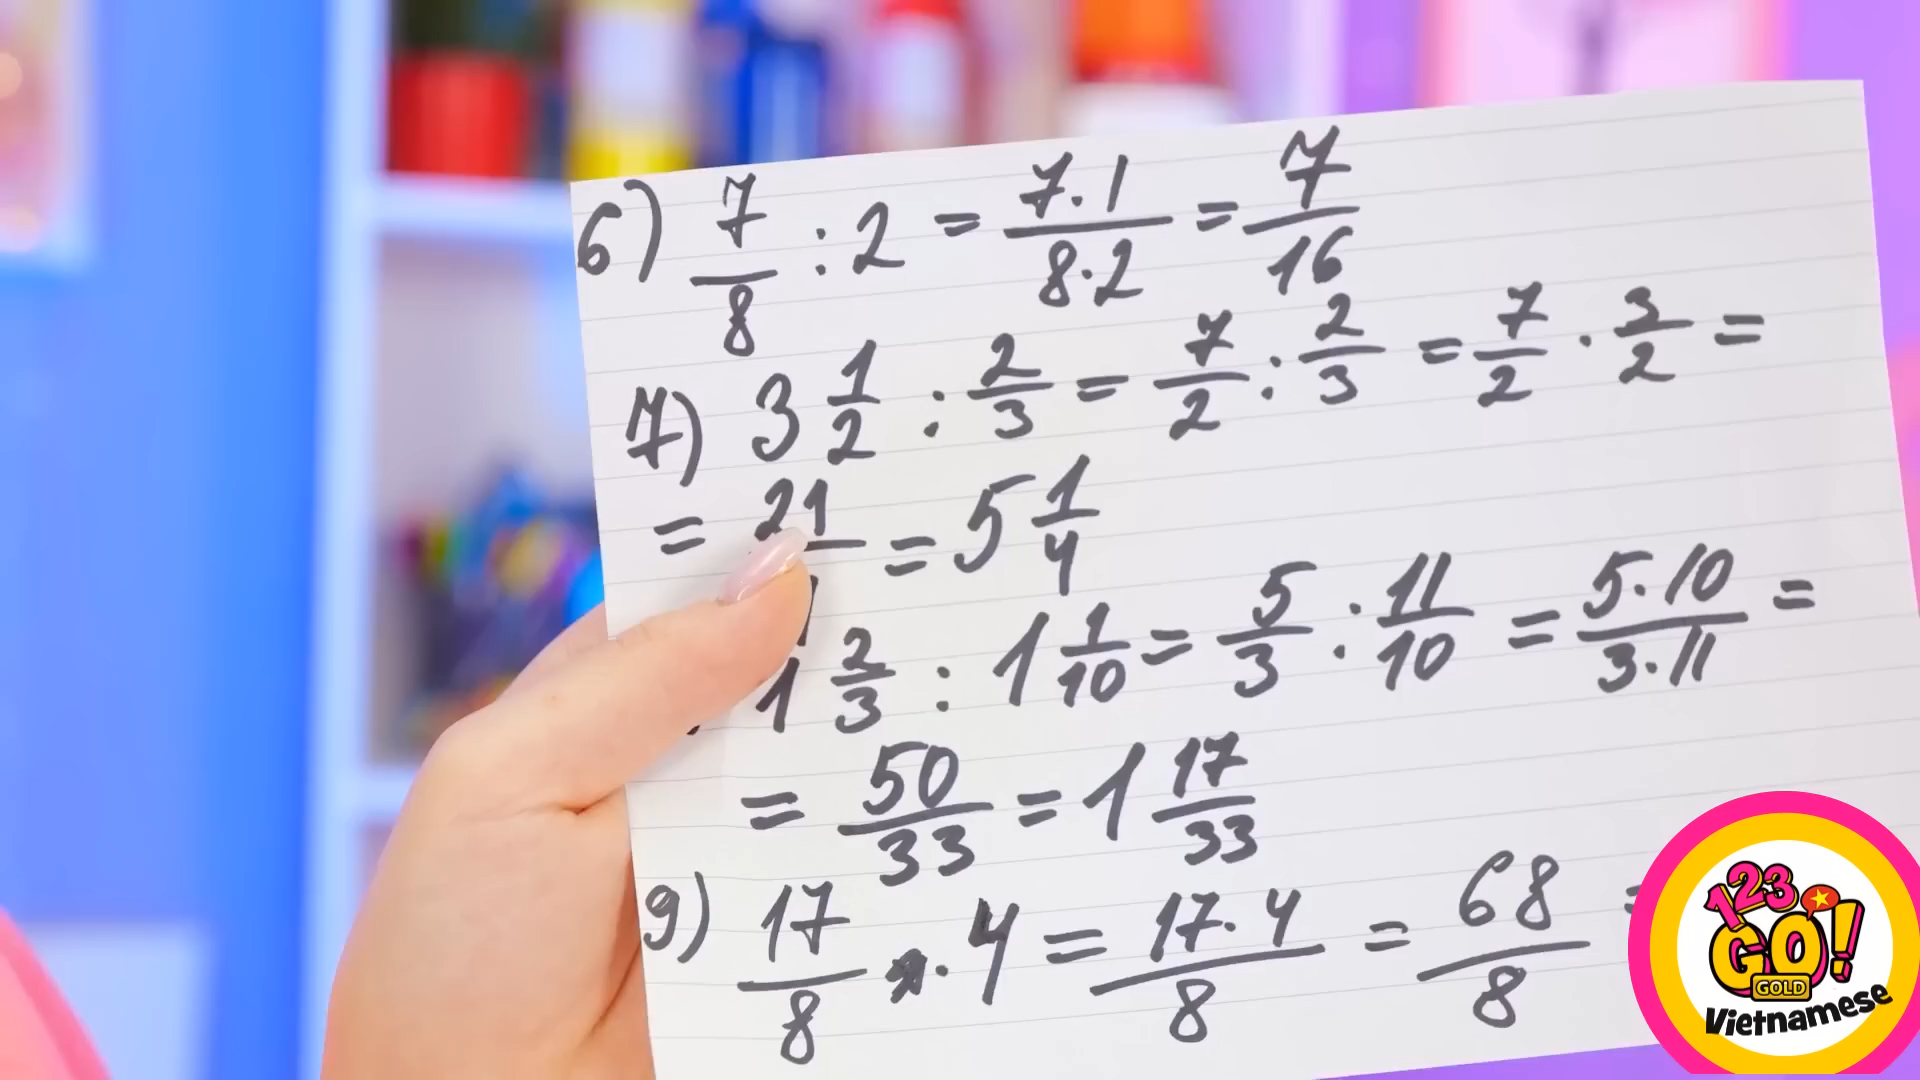 6) 7/8 : 2 = 7·1/8·2 = 7/16
7) 3 1/2 : 2/3 = 7/2 : 2/3 = 7/2 · 3/2 =
= 21/ = 5 1/4
1 2/3 : 1 1/10 = 5/3 : 11/10 = 5·10/3·11 =
= 50/33 = 1 17/33
9) 17/8 · 4 = 17·4/8 = 68/8 =
123
GO!
GOLD
Vietnamese